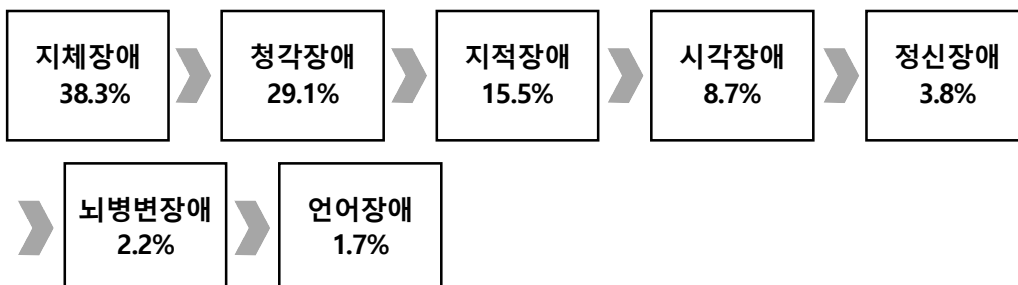 지체장애
38.3%
청각장애
29.1%
지적장애
15.5%
시각장애
8.7%
정신장애
3.8%
뇌병변장애
2.2%
언어장애
1.7%